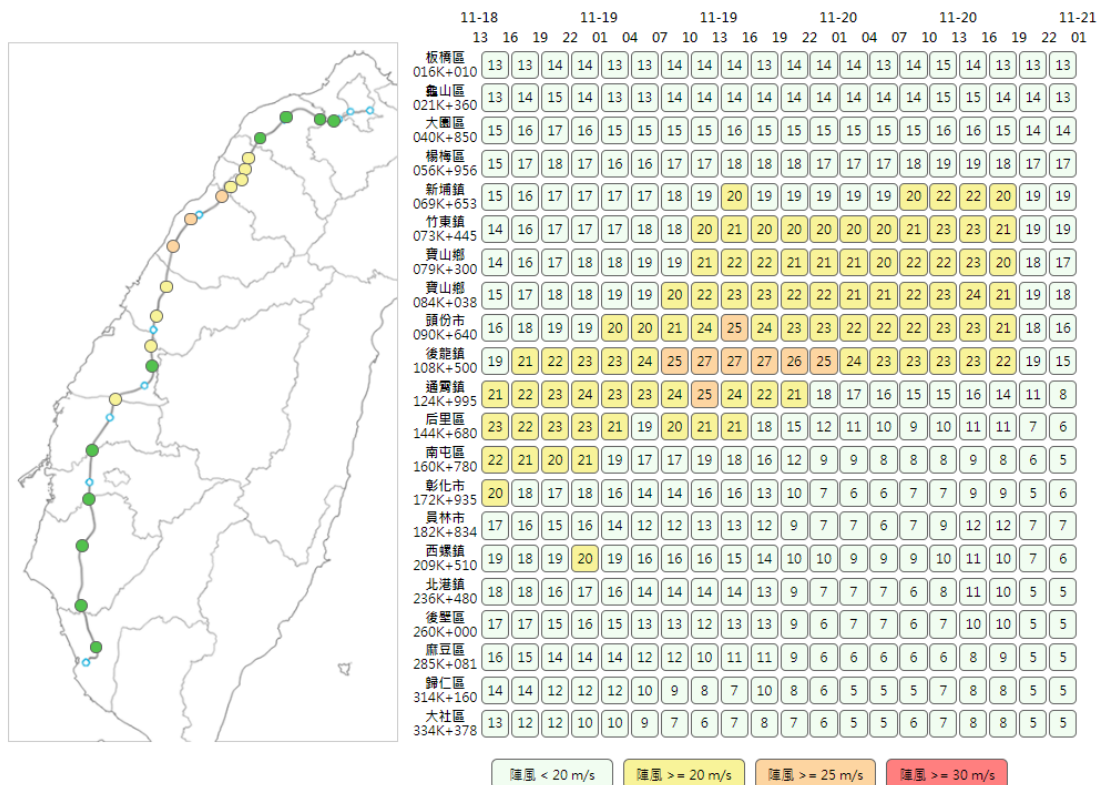 11-18 11-19 11-19 11-20 11-20 11-21
13 16 19 22 01 04 07 10 13 16 19 22 01 04 07 10 13 16 19 22 01
板橋區
016K+010 13 13 14 14 13 13 14 14 14 13 14 14 14 13 14 15 14 13 13 13
龜山區
021K+360 13 14 15 14 13 13 14 14 14 14 14 14 14 14 14 15 15 14 14 13
大園區
040K+850 15 16 17 16 15 15 15 15 16 15 15 15 15 15 15 16 16 15 14 14
楊梅區
056K+956 15 17 18 17 16 16 17 17 18 18 18 17 17 17 18 19 19 18 17 17
新埔鎮
069K+653 15 16 17 17 17 17 18 19 20 19 19 19 19 19 20 22 22 20 19 19
竹東鎮
073K+445 14 16 17 17 17 18 18 20 21 20 20 20 20 20 21 23 23 21 19 19
寶山鄉
079K+300 14 16 17 18 18 19 19 21 22 22 21 21 21 20 22 22 23 20 18 17
寶山鄉
084K+038 15 17 18 18 19 19 20 22 23 23 22 22 21 21 22 23 24 21 19 18
頭份市
090K+640 16 18 19 19 20 20 21 24 25 24 23 23 22 22 22 23 23 21 18 16
後龍鎮
108K+500 19 21 22 23 23 24 25 27 27 27 26 25 24 23 23 23 23 22 19 15
通霄鎮
124K+995 21 22 23 24 23 23 24 25 24 22 21 18 17 16 15 15 16 14 11 8
后里區
144K+680 23 22 23 23 21 19 20 21 21 18 15 12 11 10 9 10 11 11 7 6
南屯區
160K+780 22 21 20 21 19 17 17 19 18 16 12 9 9 8 8 8 9 8 6 5
彰化市
172K+935 20 18 17 18 16 14 14 16 16 13 10 7 6 6 7 7 9 9 5 6
員林市
182K+834 17 16 15 16 14 12 12 13 13 12 9 7 7 6 7 9 12 12 7 7
西螺鎮
209K+510 19 18 19 20 19 16 16 16 15 14 10 10 9 9 9 10 11 10 7 6
北港鎮
236K+480 18 18 16 17 16 14 14 14 14 13 9 7 7 7 6 8 11 10 5 5
後壁區
260K+000 17 17 15 16 15 13 13 12 13 13 9 6 7 7 6 7 10 10 5 5
麻豆區
285K+081 16 15 14 14 14 12 12 10 11 11 9 6 6 6 6 6 8 9 5 5
歸仁區
314K+160 14 14 12 12 12 10 9 8 7 10 8 6 5 5 5 7 8 8 5 5
大社區
334K+378 13 12 12 10 10 9 7 6 7 8 7 6 5 5 6 7 8 8 5 5
陣風 < 20 m/s 陣風 >= 20 m/s 陣風 >= 25 m/s 陣風 >= 30 m/s